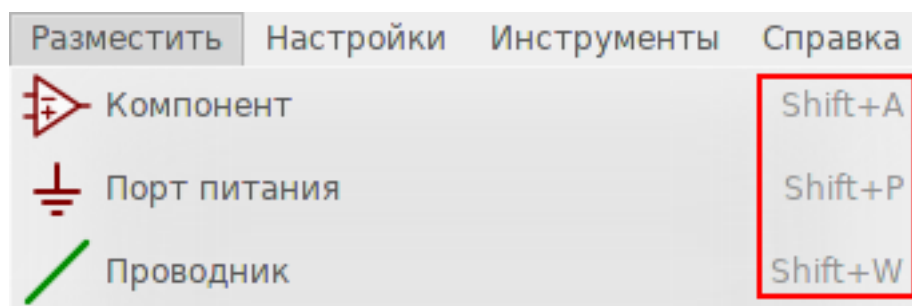 Разместить Настройки Инструменты Справка
Компонент Shift+A
Порт питания Shift+P
Проводник Shift+W